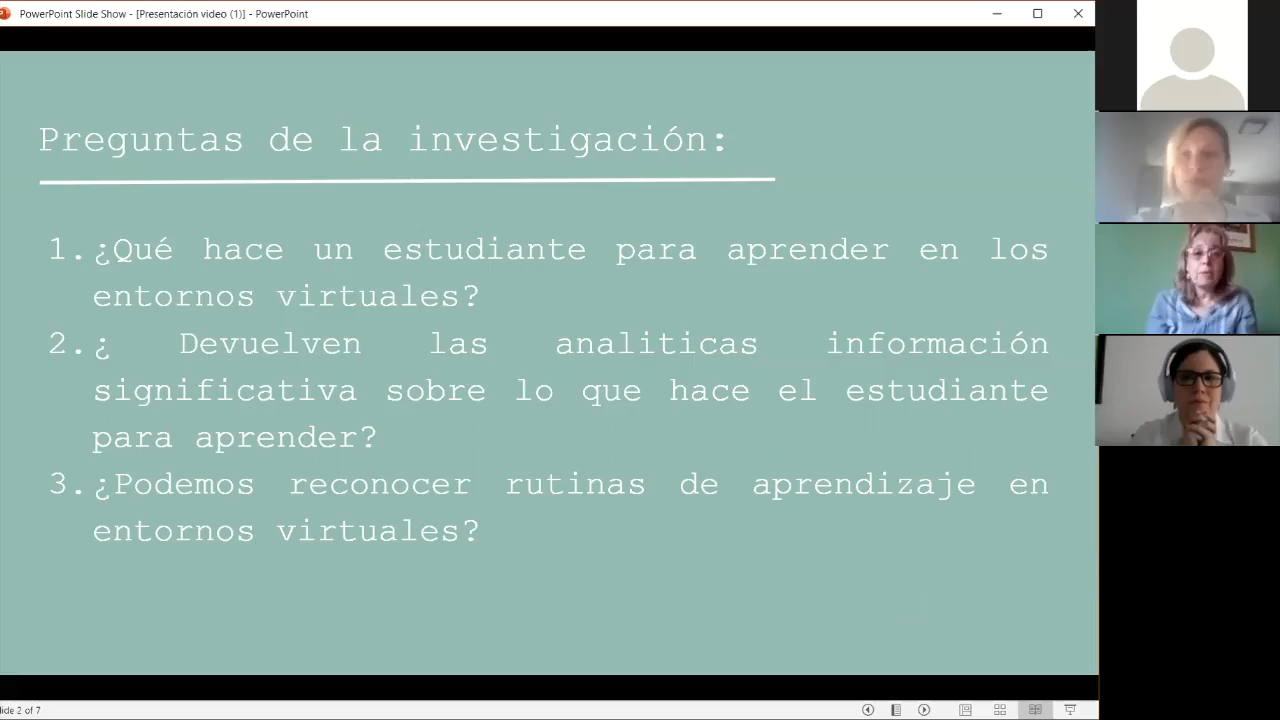 PowerPoint Slide Show - [Presentación video (1)] - PowerPoint
Preguntas de la investigación:
1.¿Qué hace un estudiante para aprender en los
entornos virtuales?
2.¿ Devuelven las analiticas información
significativa sobre lo que hace el estudiante
para aprender?
3.¿Podemos reconocer rutinas de aprendizaje en
entornos virtuales?
lide 2 of 7